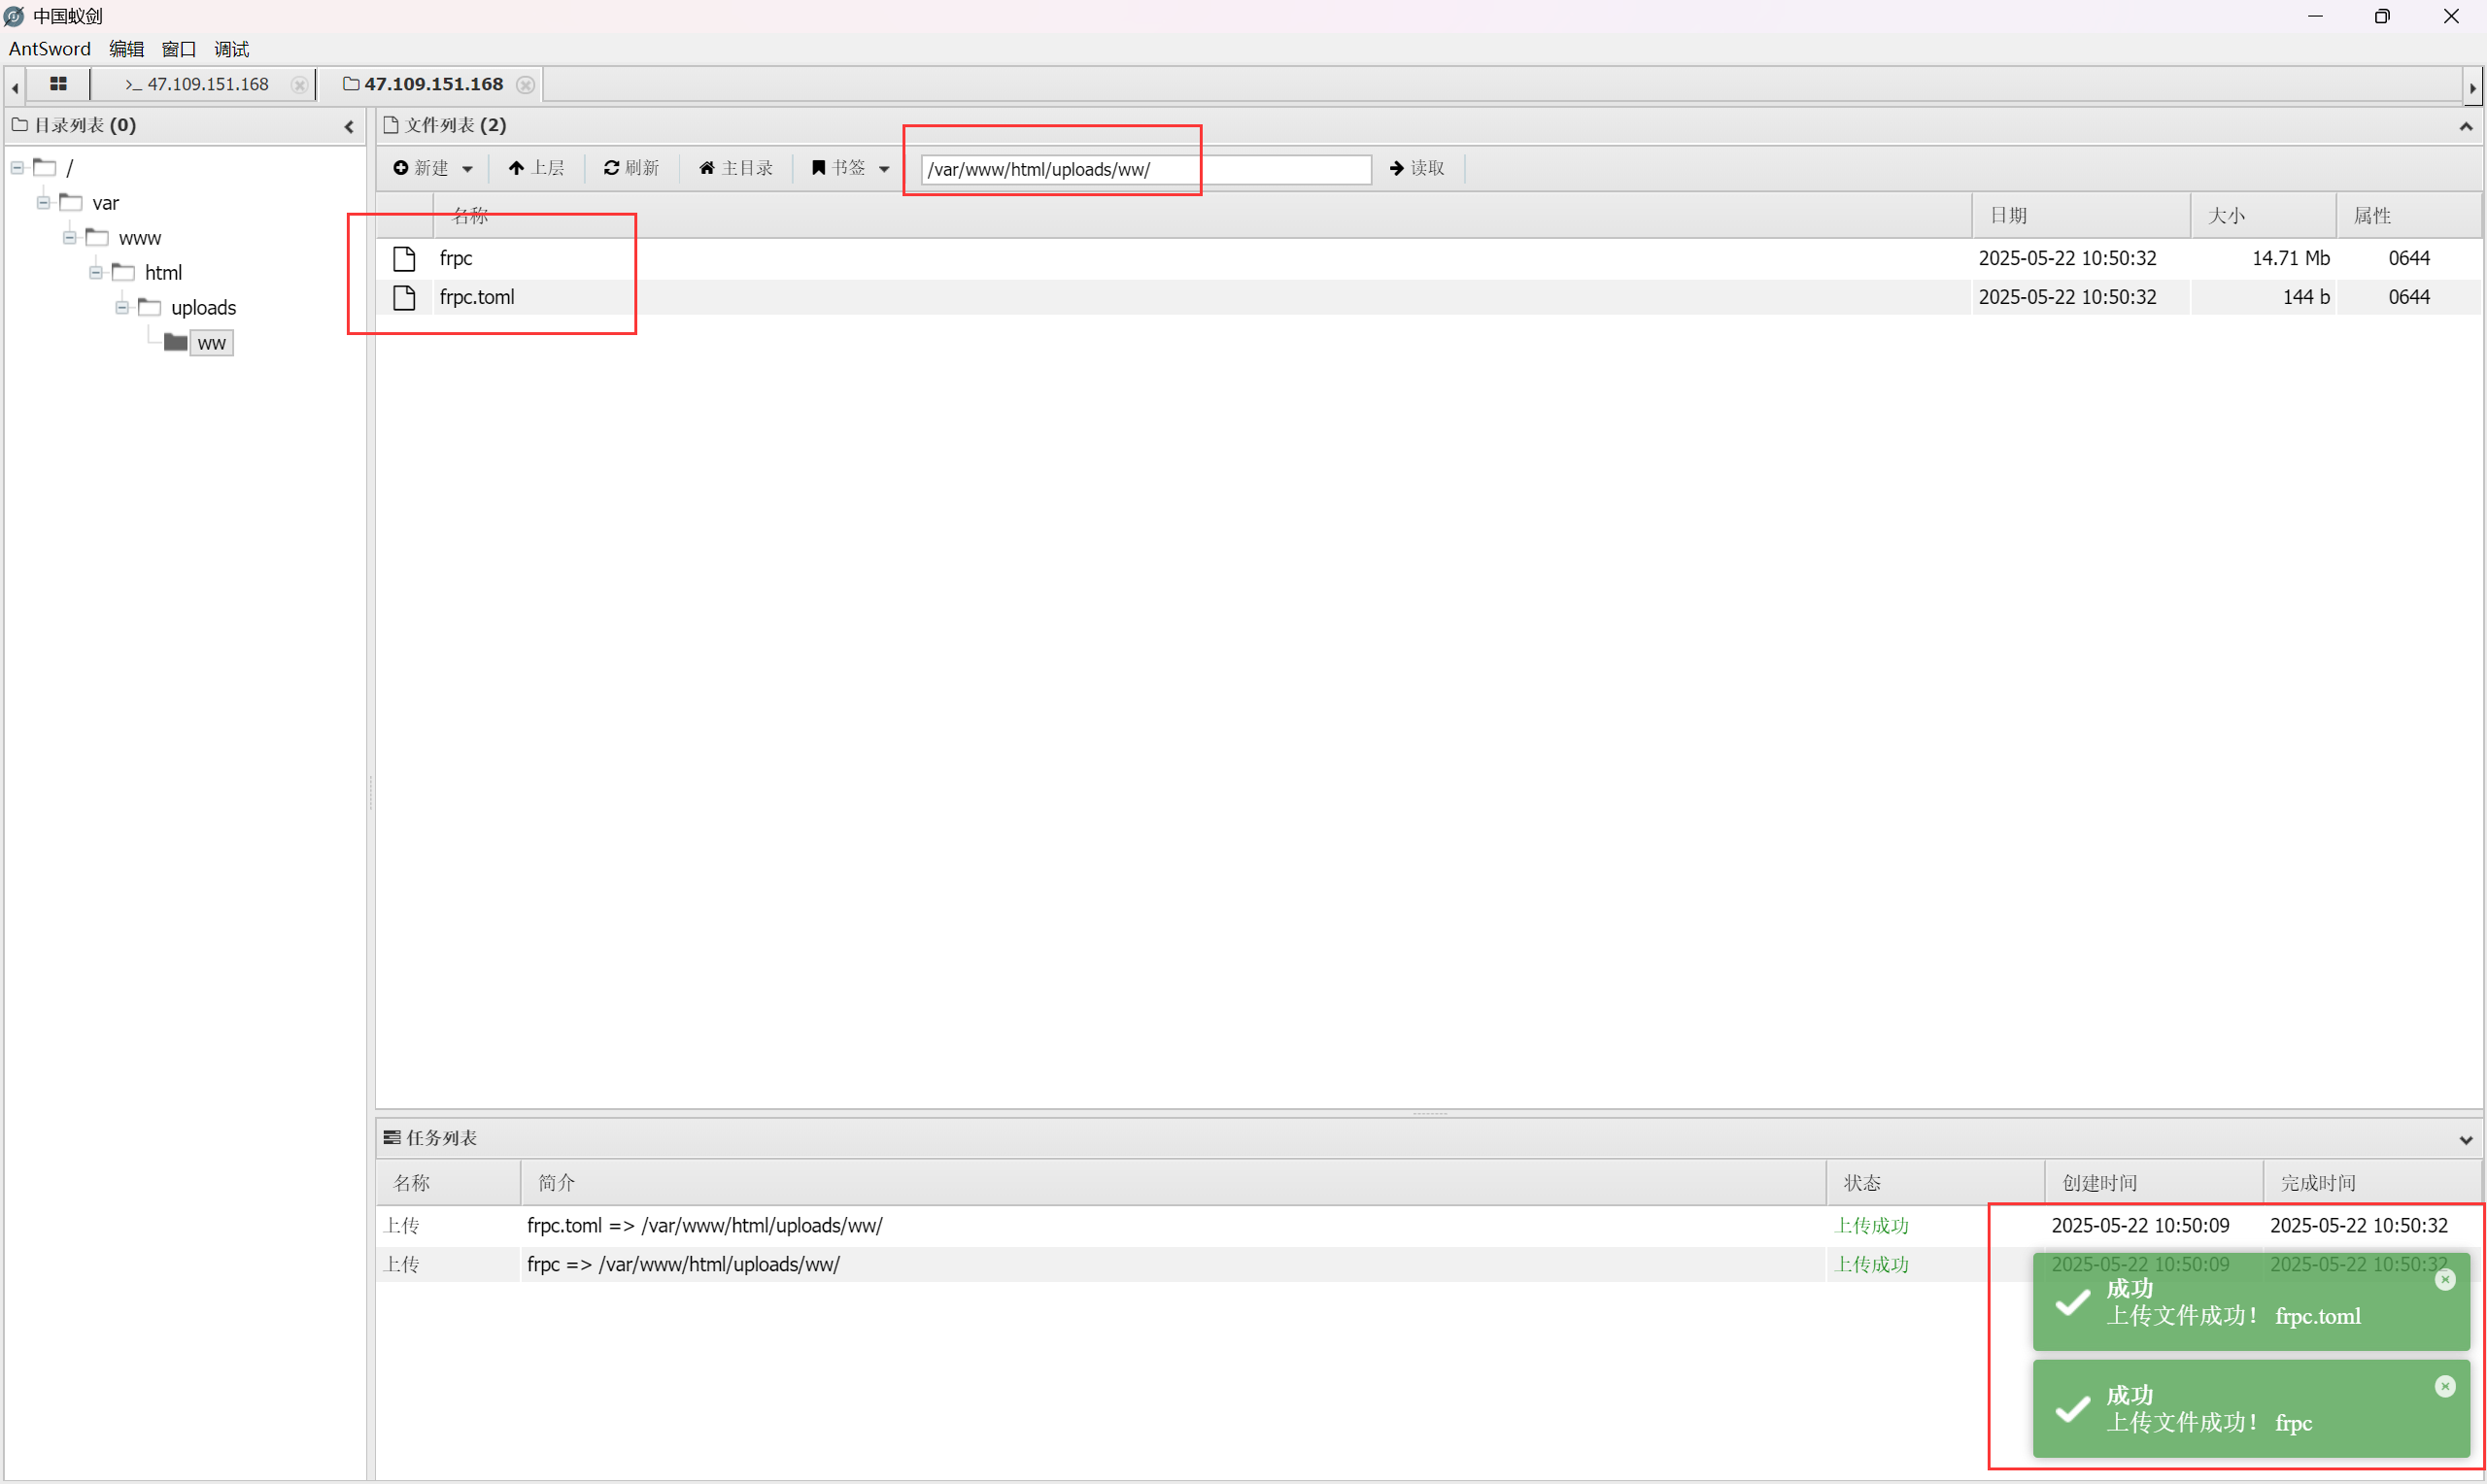 中国蚁剑
AntSword 编辑 窗口 调试
>_ 47.109.151.168 47.109.151.168
目录列表 (0)
/
var
www
html
uploads
ww
文件列表 (2)
新建 上层 刷新 主目录 书签 /var/www/html/uploads/ww/ 读取
名称 日期 大小 属性
frpc 2025-05-22 10:50:32 14.71 Mb 0644
frpc.toml 2025-05-22 10:50:32 144 b 0644
任务列表
名称 简介 状态 创建时间 完成时间
上传 frpc.toml => /var/www/html/uploads/ww/ 上传成功 2025-05-22 10:50:09 2025-05-22 10:50:32
上传 frpc => /var/www/html/uploads/ww/ 上传成功 2025-05-22 10:50:09 2025-05-22 10:50:32
成功
上传文件成功! frpc.toml
成功
上传文件成功! frpc